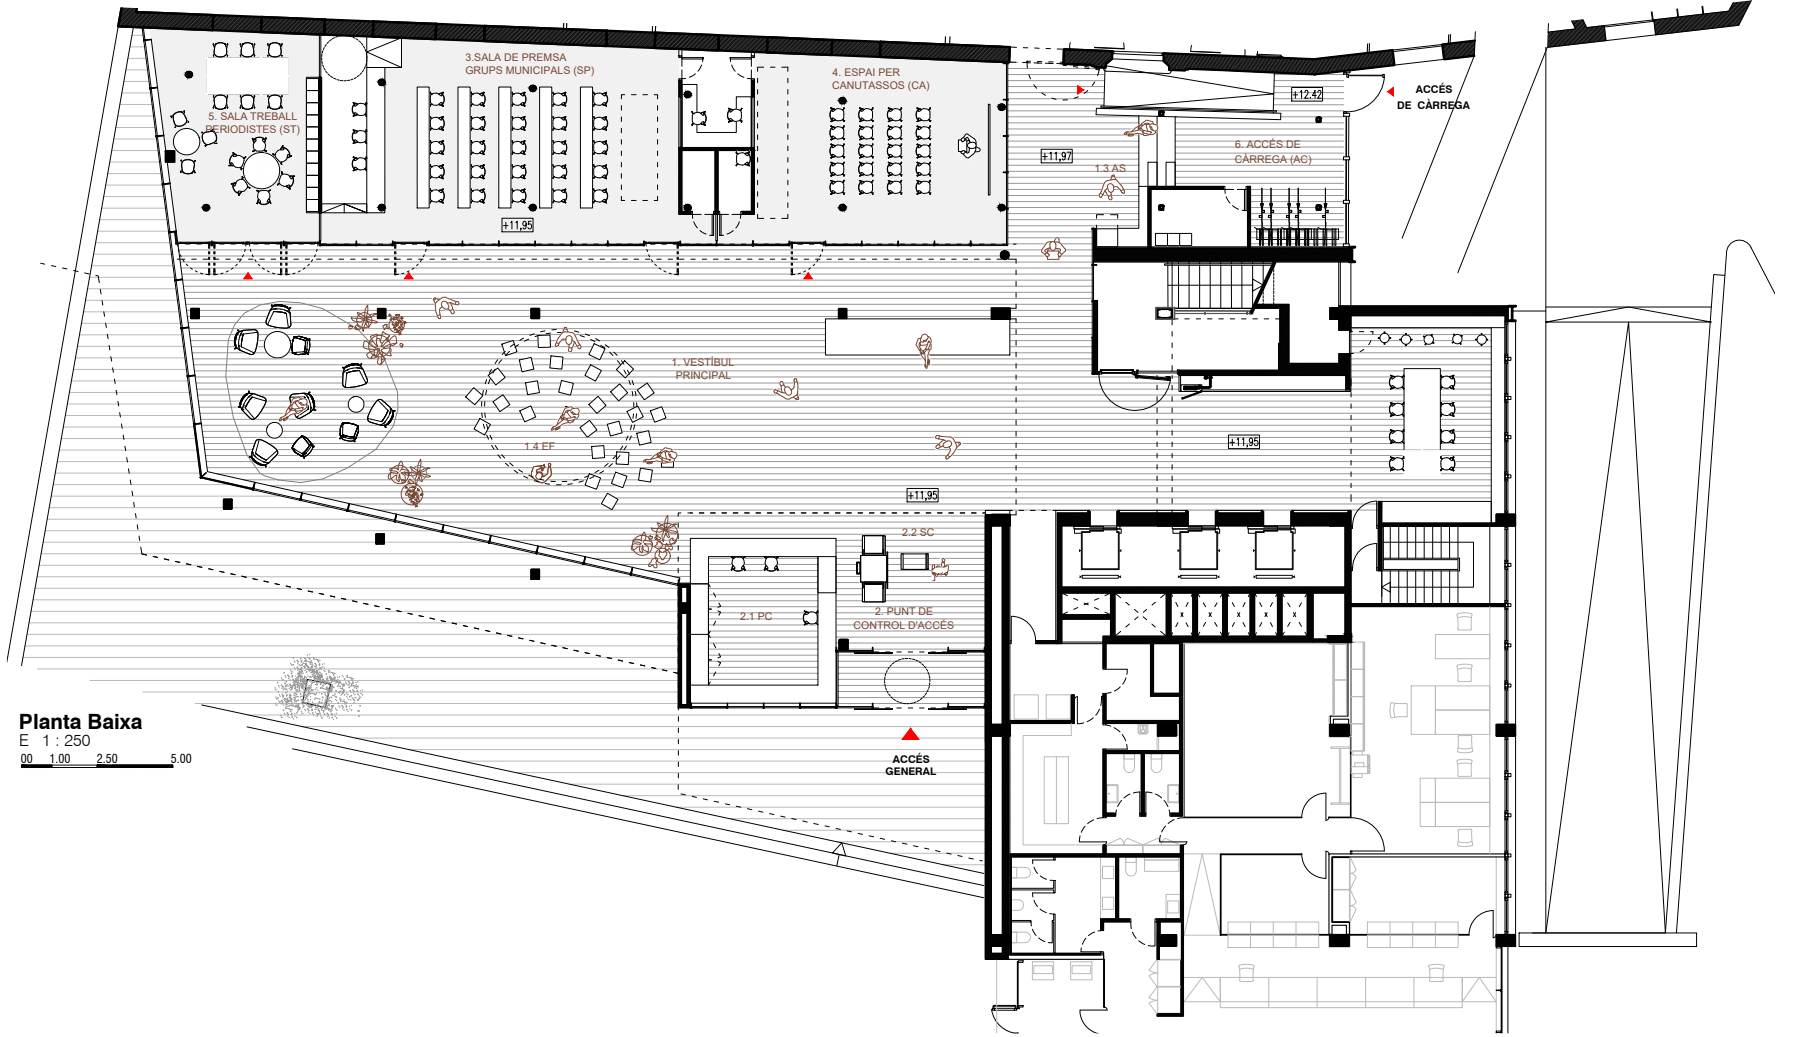 3.SALA DE PREMSA
GRUPS MUNICIPALS (SP)
4. ESPAI PER
CANUTASSOS (CA)
5. SALA TREBALL
PERIODISTES (ST)
+11,95
+11,97
1.3 AS
+12.42
ACCÉS
DE CÀRREGA
6. ACCÉS DE
CÀRREGA (AC)
1. VESTÍBUL
PRINCIPAL
1.4 EF
+11,95
+11,95
2.2 SC
2.1 PC
2. PUNT DE
CONTROL D'ACCÉS
ACCÉS
GENERAL
Planta Baixa
E 1 : 250
00 1.00 2.50 5.00